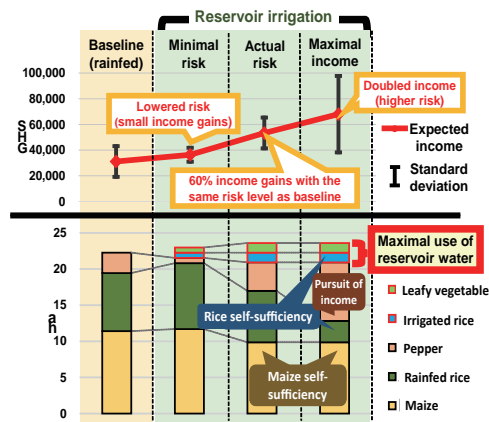 Reservoir irrigation
Baseline
(rainfed)
Minimal
risk
Actual
risk
Maximal
income
100,000
80,000
60,000
40,000
20,000
0
GHS
Lowered risk
(small income gains)
Doubled income
(higher risk)
60% income gains with the
same risk level as baseline
Expected
income
Standard
deviation
25
20
15
10
5
0
ha
Maximal use of
reservoir water
Pursuit of
income
Rice self-sufficiency
Maize self-
sufficiency
Leafy vegetable
Irrigated rice
Pepper
Rainfed rice
Maize